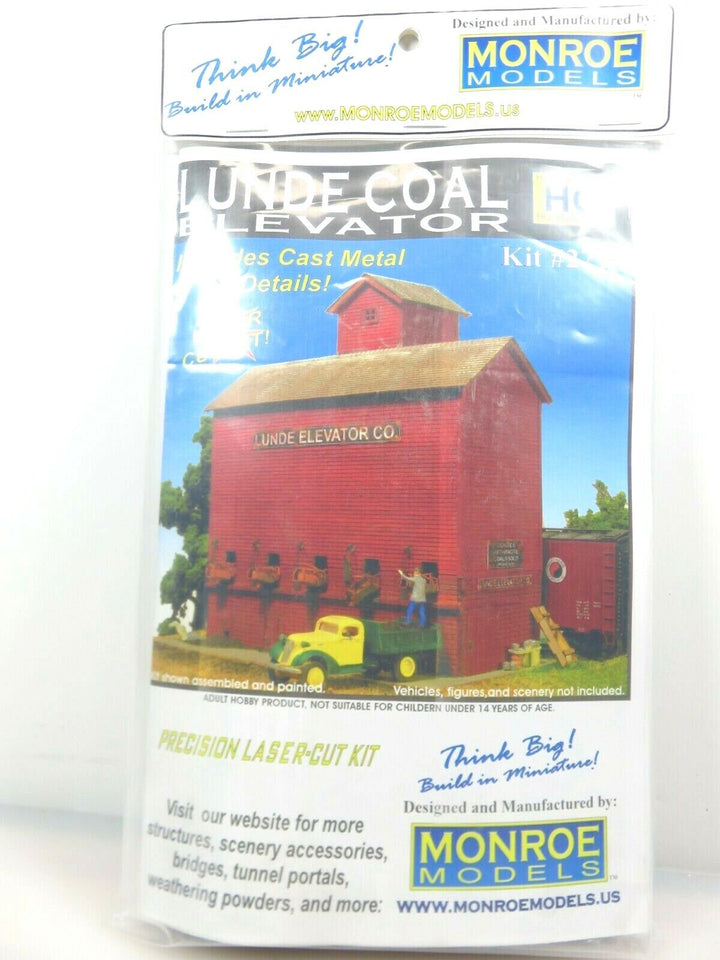 Think Big!
Build in Miniature!
Designed and Manufactured by:
MONROE
MODELS
www.MONROEMODELS.us
LUNDE COAL
ELEVATOR
Cast Metal
Details!
Kit
LUNDE ELEVATOR CO.
shown assembled and painted.
Vehicles, figures,and scenery not included.
ADULT HOBBY PRODUCT. NOT SUITABLE FOR CHILDERN UNDER 14 YEARS OF AGE.
PRECISION LASER-CUT KIT
Think Big!
Build in Miniature!
Designed and Manufactured by:
MONROE
MODELS
WWW.MONROEMODELS.US
Visit our website for more
structures, scenery accessories,
bridges, tunnel portals,
weathering powders, and more: